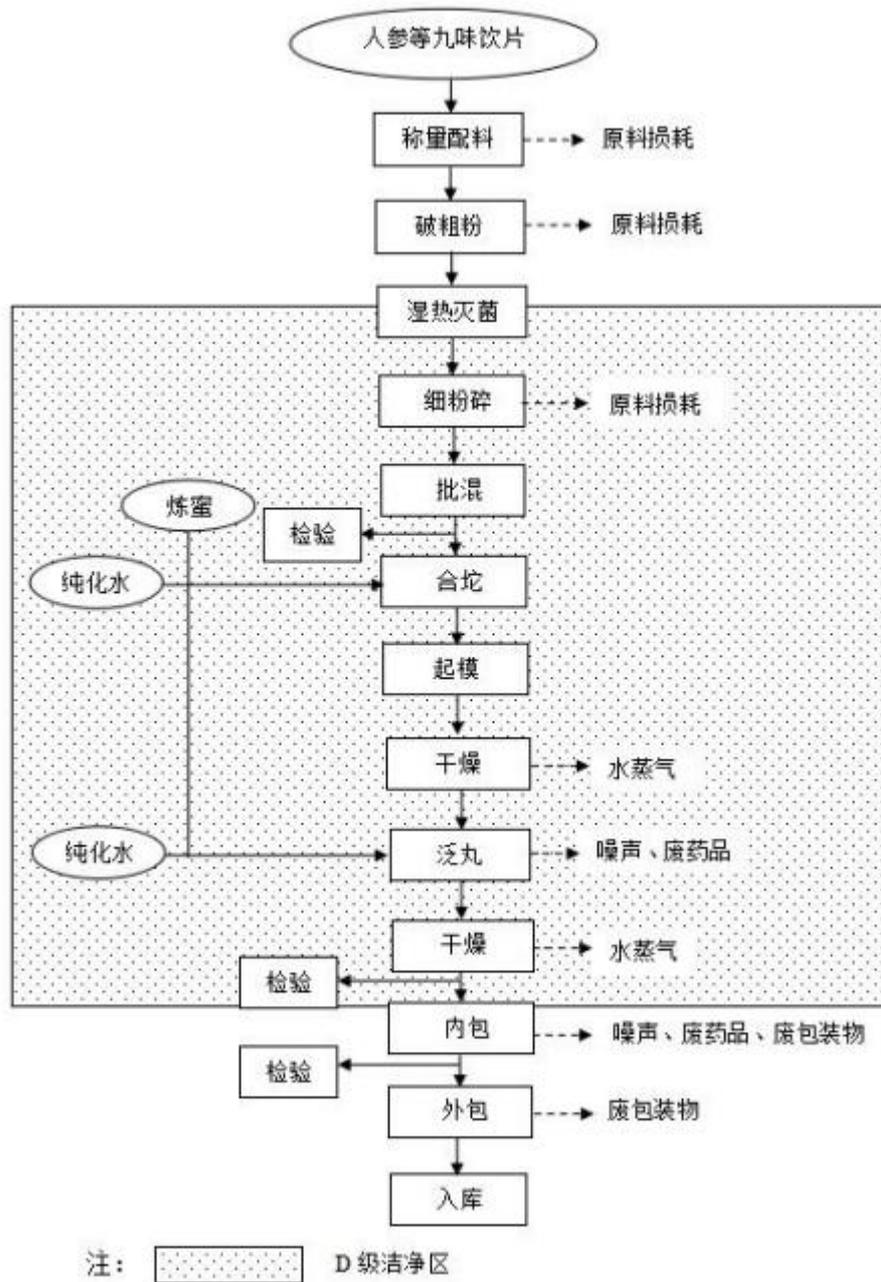 人参等九味饮片
称量配料
原料损耗
破粗粉
原料损耗
湿热灭菌
细粉碎
原料损耗
批混
炼蜜
检验
纯化水
合坨
起模
干燥
水蒸气
纯化水
泛丸
噪声、废药品
干燥
水蒸气
检验
内包
噪声、废药品、废包装物
检验
外包
废包装物
入库
注：
D级洁净区